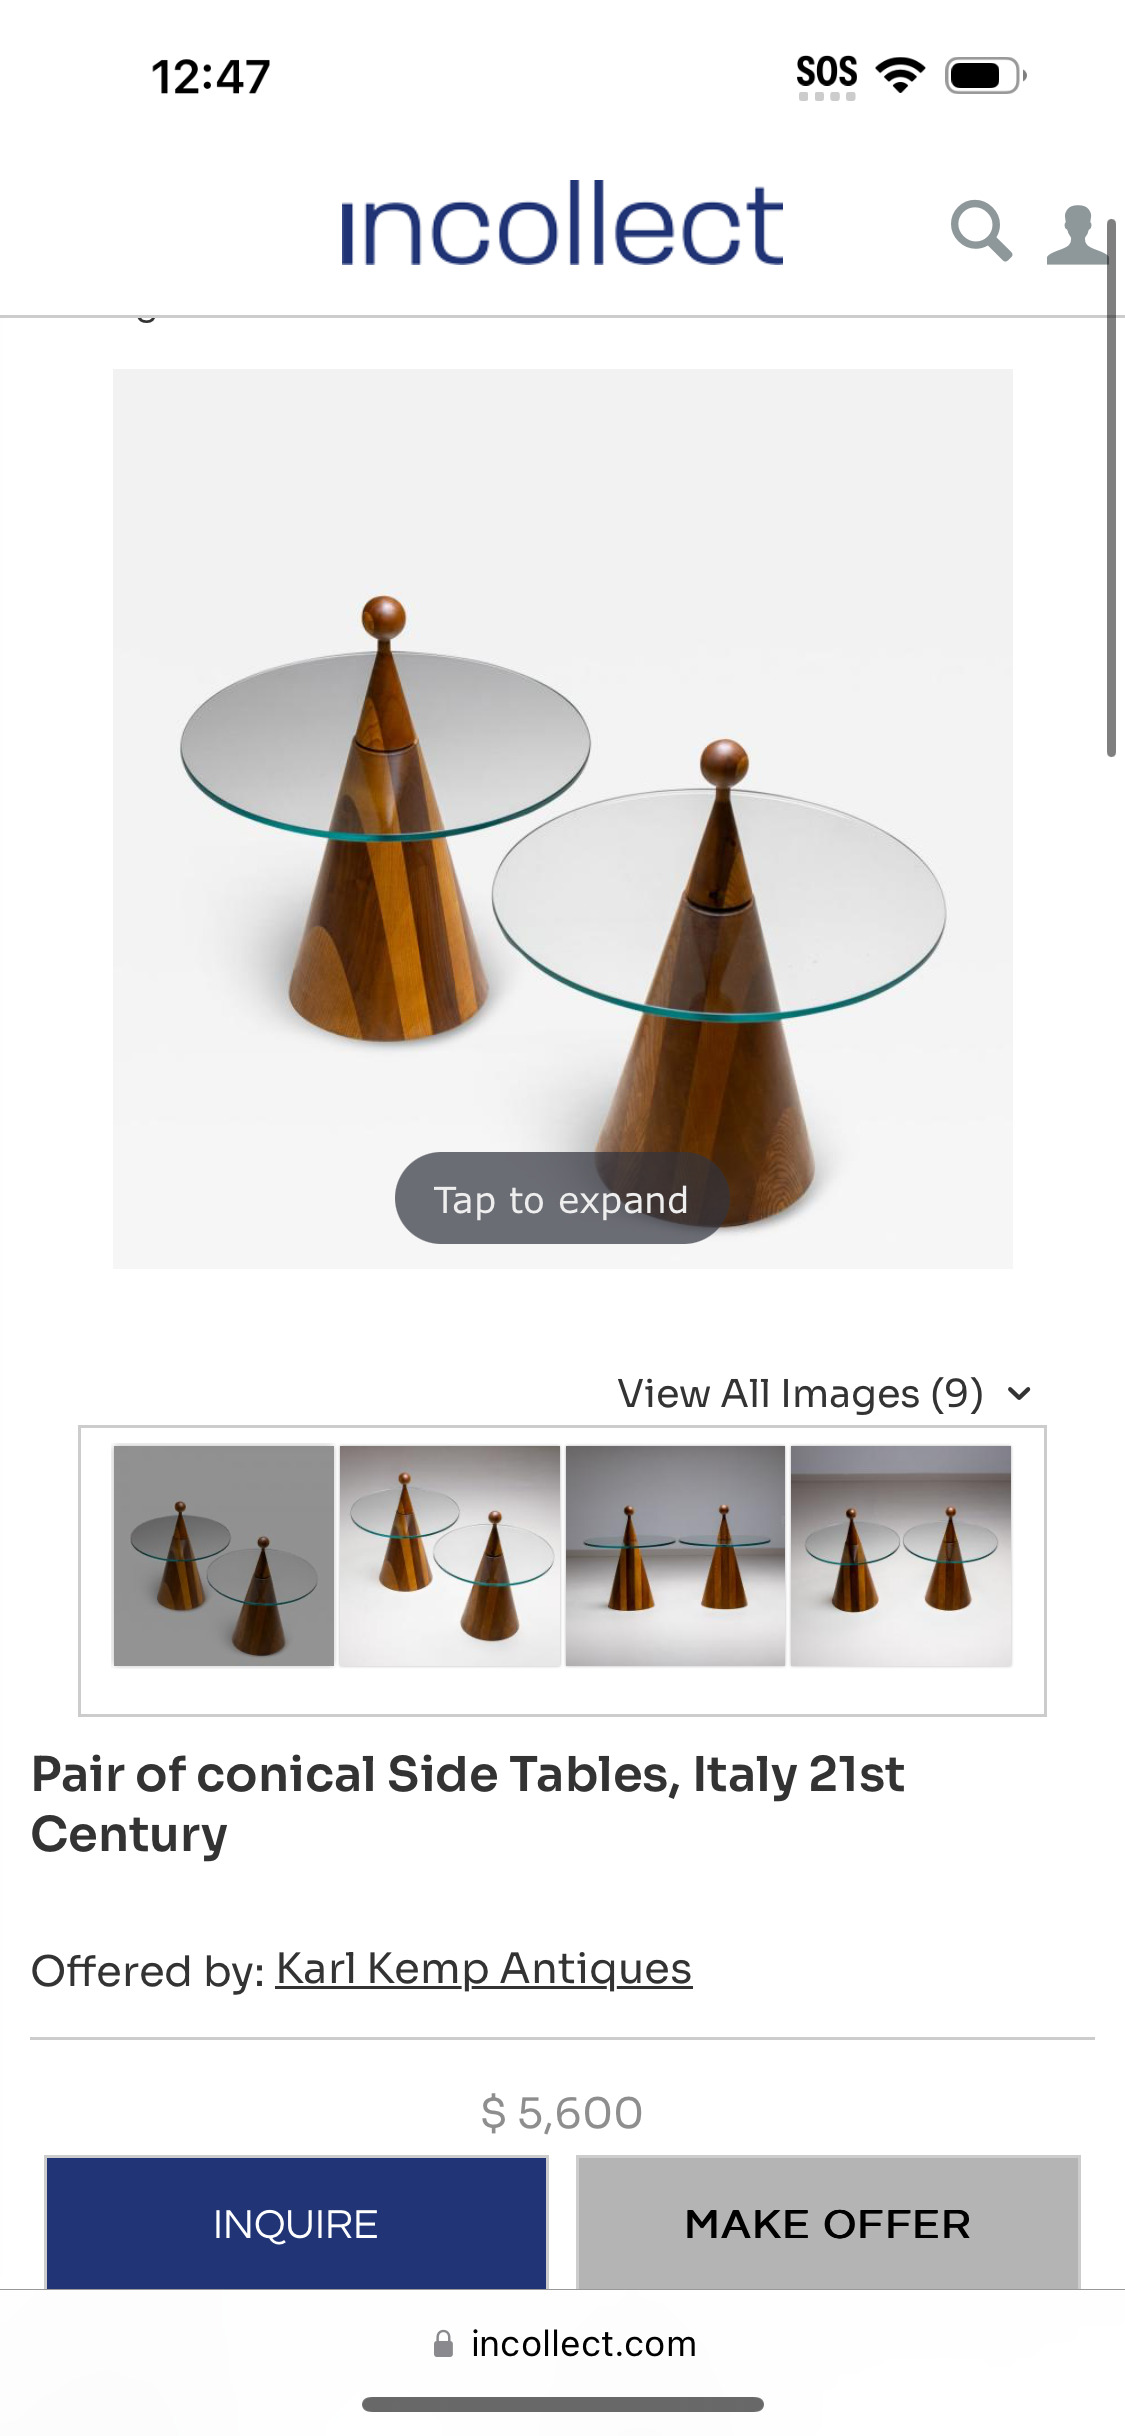 12:47
SOS
incollect
Tap to expand
View All Images (9)
Pair of conical Side Tables, Italy 21st
Century
Offered by: Karl Kemp Antiques
$ 5,600
INQUIRE
MAKE OFFER
incollect.com